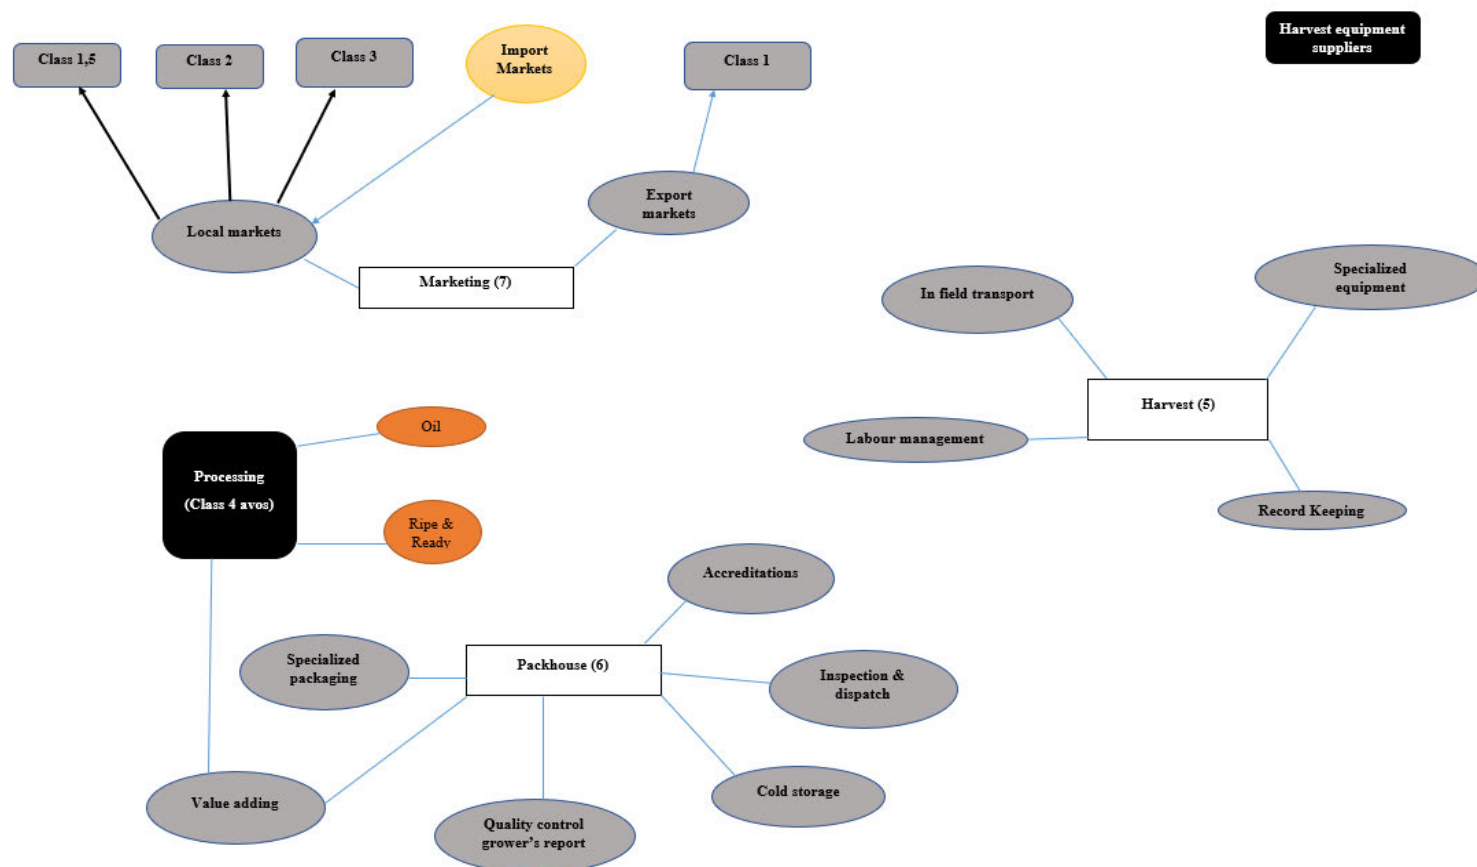 Harvest equipment
suppliers
Class 1,5
Class 2
Class 3
Import
Markets
Class 1
Export
markets
Local markets
Marketing (7)
Specialized
equipment
In field transport
Harvest (5)
Labour management
Record Keeping
Oil
Processing
(Class 4 avos)
Ripe &
Ready
Accreditations
Specialized
packaging
Packhouse (6)
Inspection &
dispatch
Cold storage
Value adding
Quality control
grower’s report